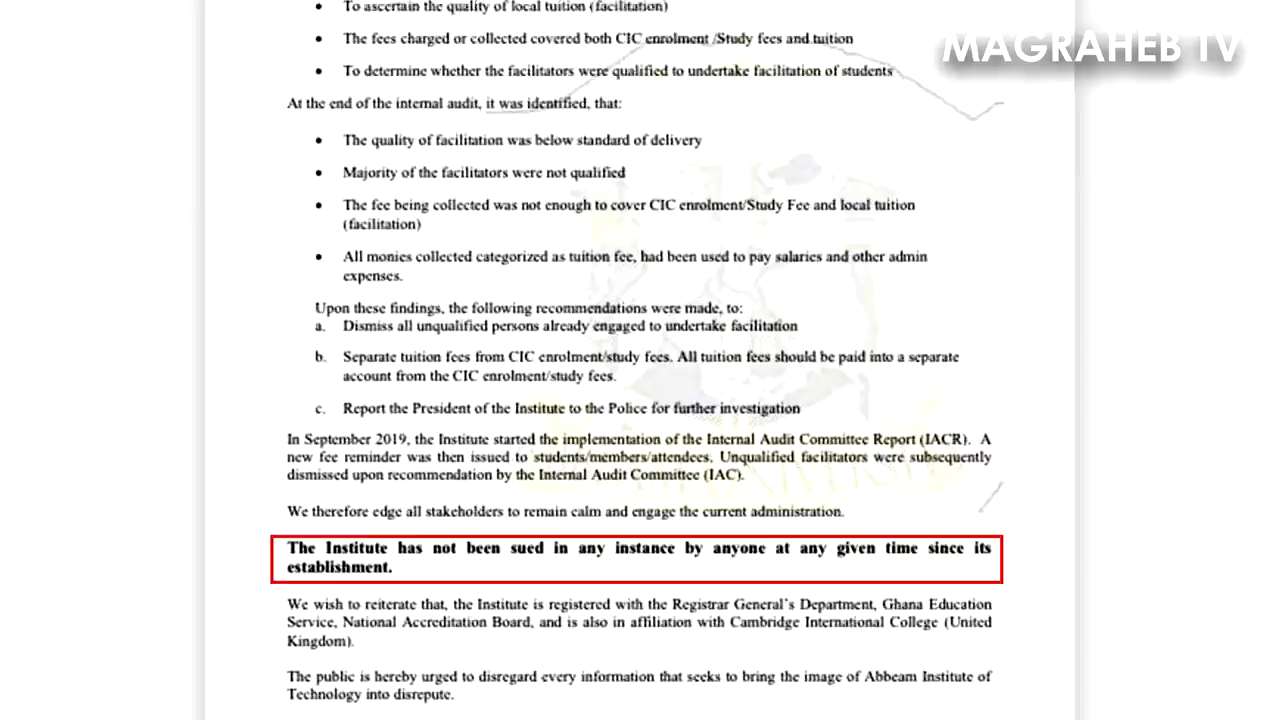 To ascertain the quality of local tuition (facilitation)
MAGRAHEB TV
• The fees charged or collected covered both CIC enrolment /Study fees and tuition
• To determine whether the facilitators were qualified to undertake facilitation of students
At the end of the internal audit, it was identified, that:
• The quality of facilitation was below standard of delivery
• Majority of the facilitators were not qualified
• The fee being collected was not enough to cover CIC enrolment/Study Fee and local tuition
(facilitation)
• All monies collected categorized as tuition fee, had been used to pay salaries and other admin
expenses.
Upon these findings, the following recommendations were made, to:
a. Dismiss all unqualified persons already engaged to undertake facilitation
b. Separate tuition fees from CIC enrolment/study fees. All tuition fees should be paid into a separate
account from the CIC enrolment/study fees.
c. Report the President of the Institute to the Police for further investigation
In September 2019, the Institute started the implementation of the Internal Audit Committee Report (IACR). A
new fee reminder was then issued to students/members/attendees. Unqualified facilitators were subsequently
dismissed upon recommendation by the Internal Audit Committee (IAC).
We therefore edge all stakeholders to remain calm and engage the current administration.
The Institute has not been sued in any instance by anyone at any given time since its
establishment.
We wish to reiterate that, the Institute is registered with the Registrar General's Department, Ghana Education
Service, National Accreditation Board, and is also in affiliation with Cambridge International College (United
Kingdom).
The public is hereby urged to disregard every information that seeks to bring the image of Abbeam Institute of
Technology into disrepute.